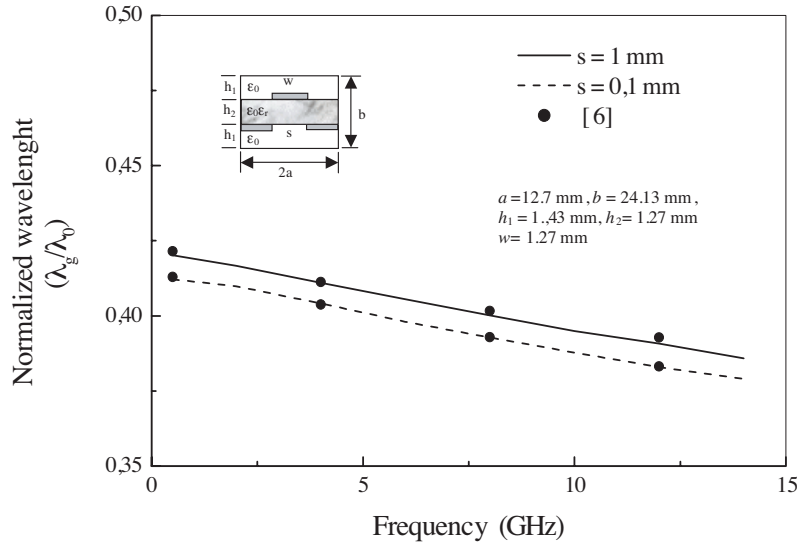 0,50
0,45
0,40
0,35
0
5
10
15
Normalized wavelenght
(λg/λ0)
Frequency (GHz)
s = 1 mm
s = 0,1 mm
[6]
a =12.7 mm , b = 24.13 mm ,
h1 = 1.,43 mm, h2= 1.27 mm
w= 1.27 mm
h1
ε0
w
h2
ε0εr
b
h1
ε0
s
2a